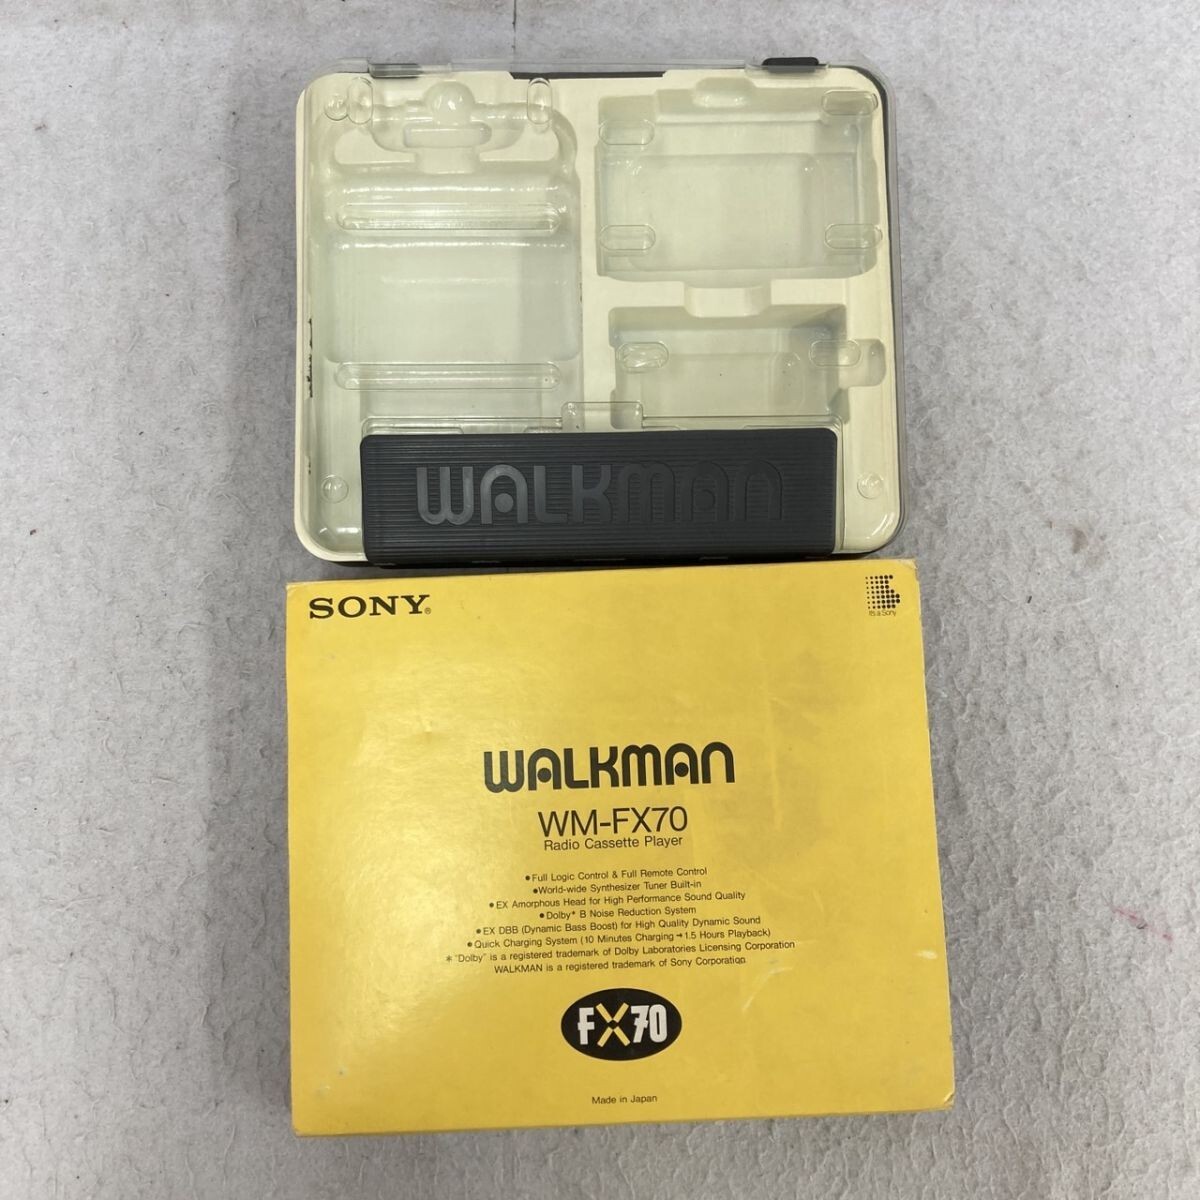 WALKMAN
SONY®
It's a Sony
WALKMAN
WM-FX70
Radio Cassette Player
●Full Logic Control & Full Remote Control
●World-wide Synthesizer Tuner Built-in
●EX Amorphous Head for High Performance Sound Quality
●Dolby* B Noise Reduction System
●EX DBB (Dynamic Bass Boost) for High Quality Dynamic Sound
●Quick Charging System (10 Minutes Charging→1.5 Hours Playback)
*"Dolby" is a registered trademark of Dolby Laboratories Licensing Corporation
WALKMAN is a registered trademark of Sony Corporation
FX70
Made in Japan